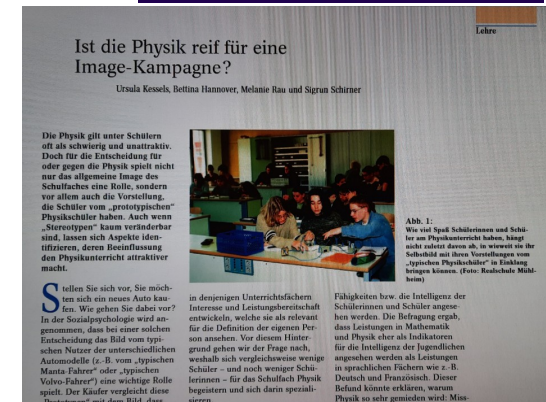 Lehre
Ist die Physik reif für eine
Image-Kampagne?
Ursula Kessels, Bettina Hannover, Melanie Rau und Sigrun Schirner
Die Physik gilt unter Schülern
oft als schwierig und unattraktiv.
Doch für die Entscheidung für
oder gegen die Physik spielt nicht
nur das allgemeine Image des
Schulfaches eine Rolle, sondern
vor allem auch die Vorstellung,
die Schüler vom „prototypischen“
Physikschüler haben. Auch wenn
„Stereotypen“ kaum veränderbar
sind, lassen sich Aspekte iden-
tifizieren, deren Beeinflussung
den Physikunterricht attraktiver
macht.
Abb. 1:
Wie viel Spaß Schülerinnen und Schü-
ler am Physikunterricht haben, hängt
nicht zuletzt davon ab, in wieweit sie ihr
Selbstbild mit ihren Vorstellungen vom
„typischen Physikschüler“ in Einklang
bringen können. (Foto: Realschule Mühl-
heim)
Stellen Sie sich vor, Sie möch-
ten sich ein neues Auto kau-
fen. Wie gehen Sie dabei vor?
In der Sozialpsychologie wird an-
genommen, dass bei einer solchen
Entscheidung das Bild vom typi-
schen Nutzer der unterschiedlichen
Automodelle (z.-B. vom „typischen
Manta-Fahrer“ oder „typischen
Volvo-Fahrer“) eine wichtige Rolle
spielt. Der Käufer vergleicht diese
„Prototypen“ mit dem Bild, dass
in denjenigen Unterrichtsfächern
Interesse und Leistungsbereitschaft
entwickeln, welche sie als relevant
für die Definition der eigenen Per-
son ansehen. Vor diesem Hinter-
grund gehen wir der Frage nach,
weshalb sich vergleichsweise wenige
Schüler – und noch weniger Schü-
lerinnen – für das Schulfach Physik
begeistern und sich darin speziali-
sieren.
Fähigkeiten bzw. die Intelligenz der
Schülerinnen und Schüler angese-
hen werden. Die Befragung ergab,
dass Leistungen in Mathematik
und Physik eher als Indikatoren
für die Intelligenz der Jugendlichen
angesehen werden als Leistungen
in sprachlichen Fächern wie z.-B.
Deutsch und Französisch. Dieser
Befund könnte erklären, warum
Physik so sehr gemieden wird: Miss-